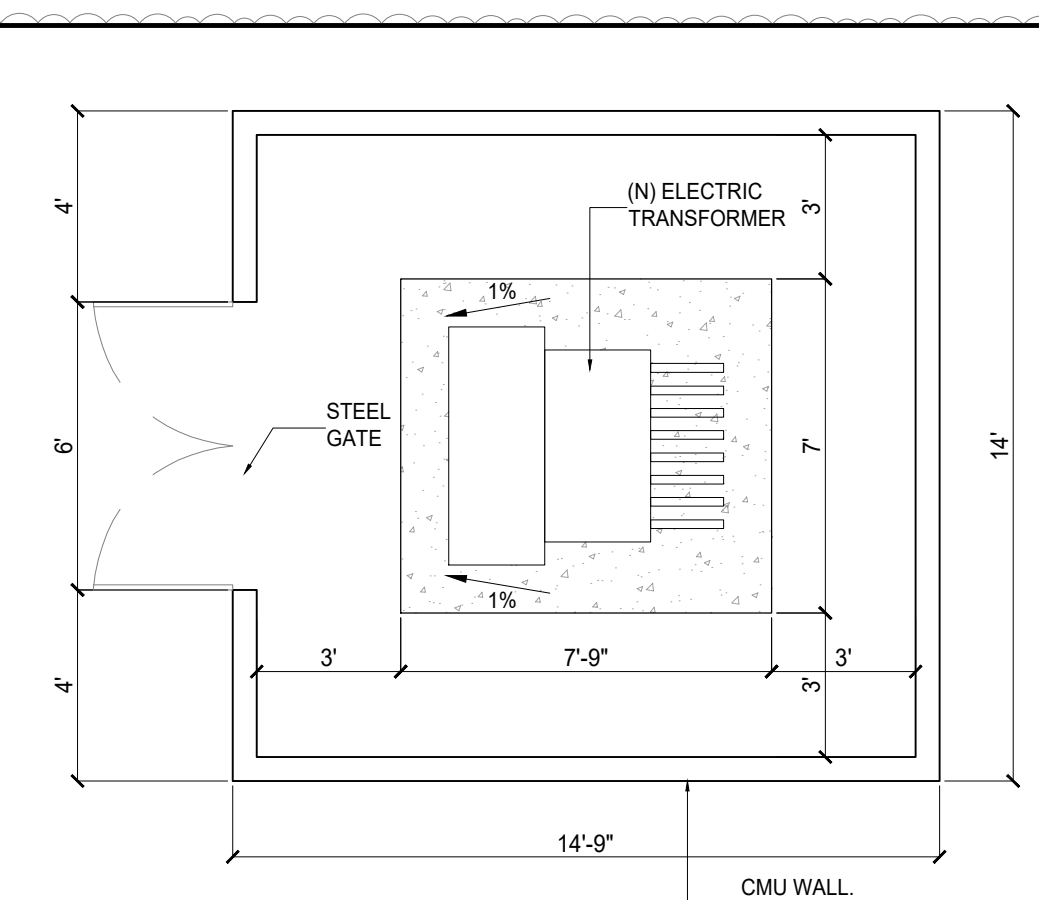 4'
(N) ELECTRIC
TRANSFORMER
3'
1%
STEEL
GATE
6'
7'
14'
1%
3'
7'-9"
3'
4'
3'
14'-9"
CMU WALL.